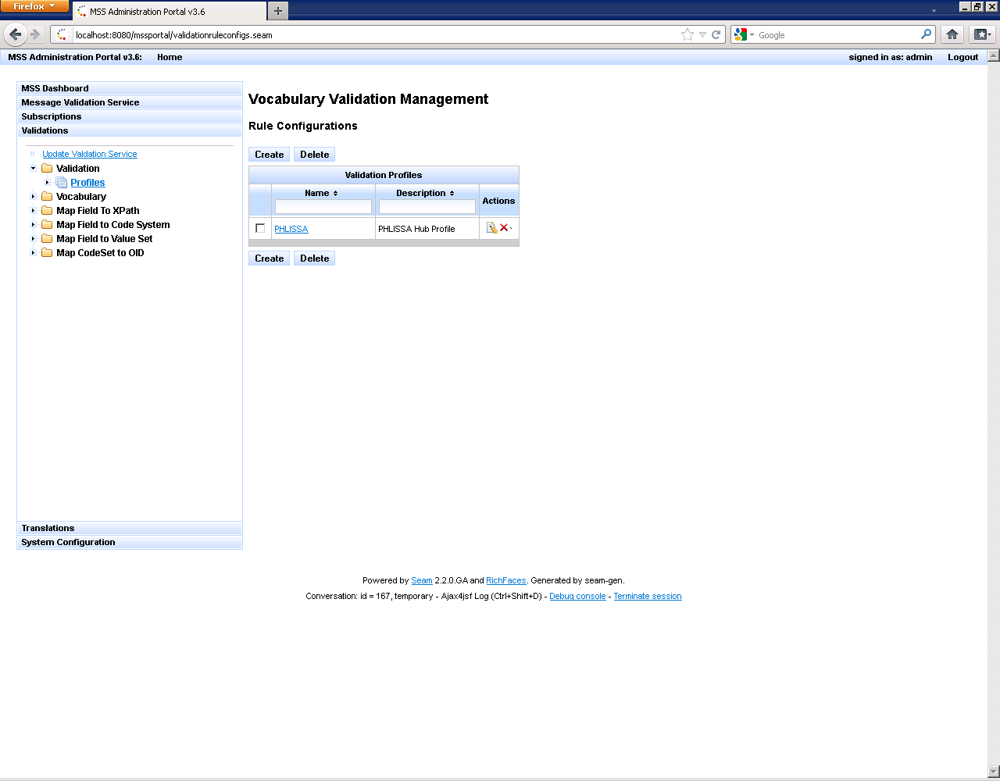 Firefox
MSS Administration Portal v3.6
localhost:8080/mssportal/validationruleconfigs.seam
Google
MSS Administration Portal v3.6: Home signed in as: admin Logout
MSS Dashboard
Message Validation Service
Subscriptions
Validations
Update Valdation Service
Validation
Profiles
Vocabulary
Map Field To XPath
Map Field to Code System
Map Field to Value Set
Map CodeSet to OID
Translations
System Configuration
Vocabulary Validation Management
Rule Configurations
Create Delete
Validation Profiles
Name Description Actions
PHLISSA PHLISSA Hub Profile
Create Delete
Powered by Seam 2.2.0.GA and RichFaces. Generated by seam-gen.
Conversation: id = 167, temporary - Ajax4jsf Log (Ctrl+Shift+D) - Debug console - Terminate session